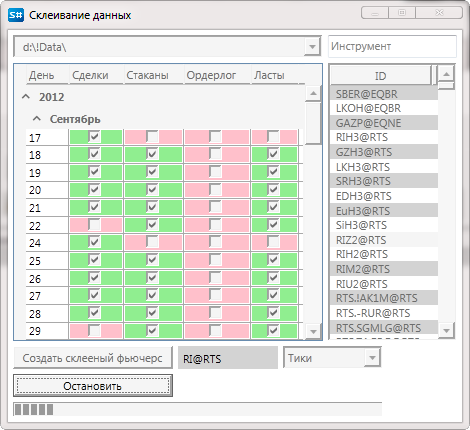 S# Склеивание данных
d:\!Data\
Инструмент
День Сделки Стаканы Ордерлог Ласты
2012
Сентябрь
17
18
19
20
21
22
24
25
26
27
28
29
ID
SBER@EQBR
LKOH@EQBR
GAZP@EQNE
RIH3@RTS
GZH3@RTS
LKH3@RTS
SRH3@RTS
EDH3@RTS
EuH3@RTS
SiH3@RTS
RIZ2@RTS
RIH2@RTS
RIM2@RTS
RIU2@RTS
RTS.!AK1M@RTS
RTS.-RUR@RTS
RTS.SGMLG@RTS
Создать склееный фьючерс
RI@RTS
Тики
Остановить